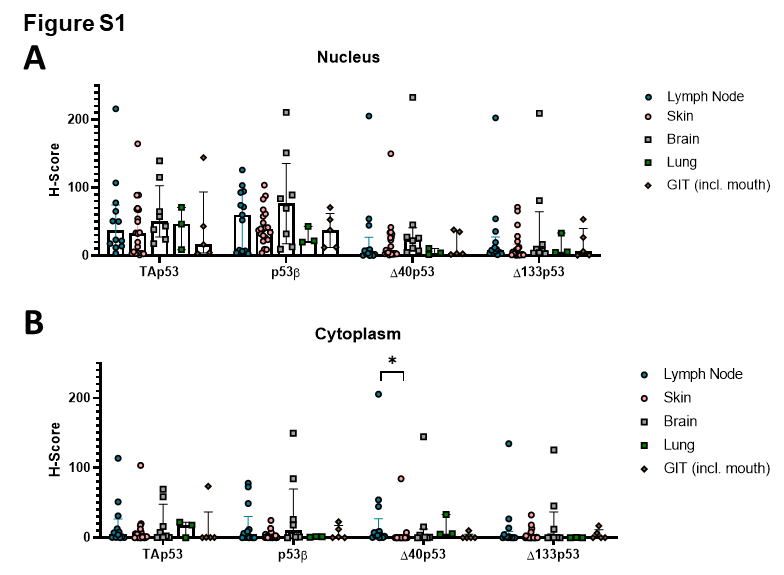 Figure S1
A
Nucleus
H-Score
200
100
0
TAp53
p53β
Δ40p53
Δ133p53
Lymph Node
Skin
Brain
Lung
GIT (incl. mouth)
B
Cytoplasm
*
H-Score
200
100
0
TAp53
p53β
Δ40p53
Δ133p53
Lymph Node
Skin
Brain
Lung
GIT (incl. mouth)